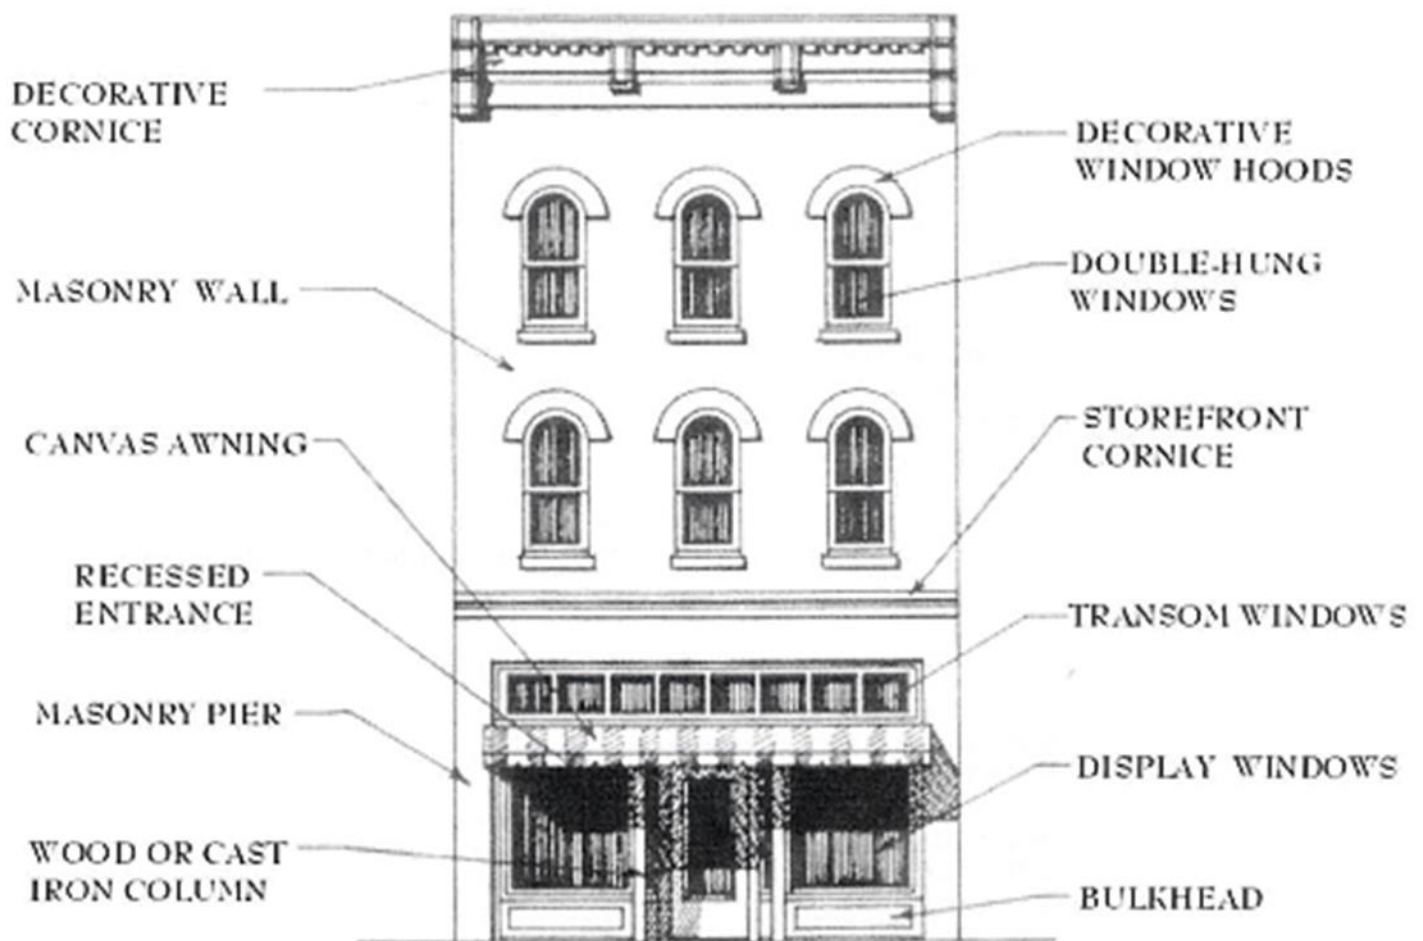 DECORATIVE
CORNICE
MASONRY WALL
CANVAS AWNING
RECESSED
ENTRANCE
MASONRY PIER
WOOD OR CAST
IRON COLUMN
DECORATIVE
WINDOW HOODS
DOUBLE-HUNG
WINDOWS
STOREFRONT
CORNICE
TRANSOM WINDOWS
DISPLAY WINDOWS
BULKHEAD